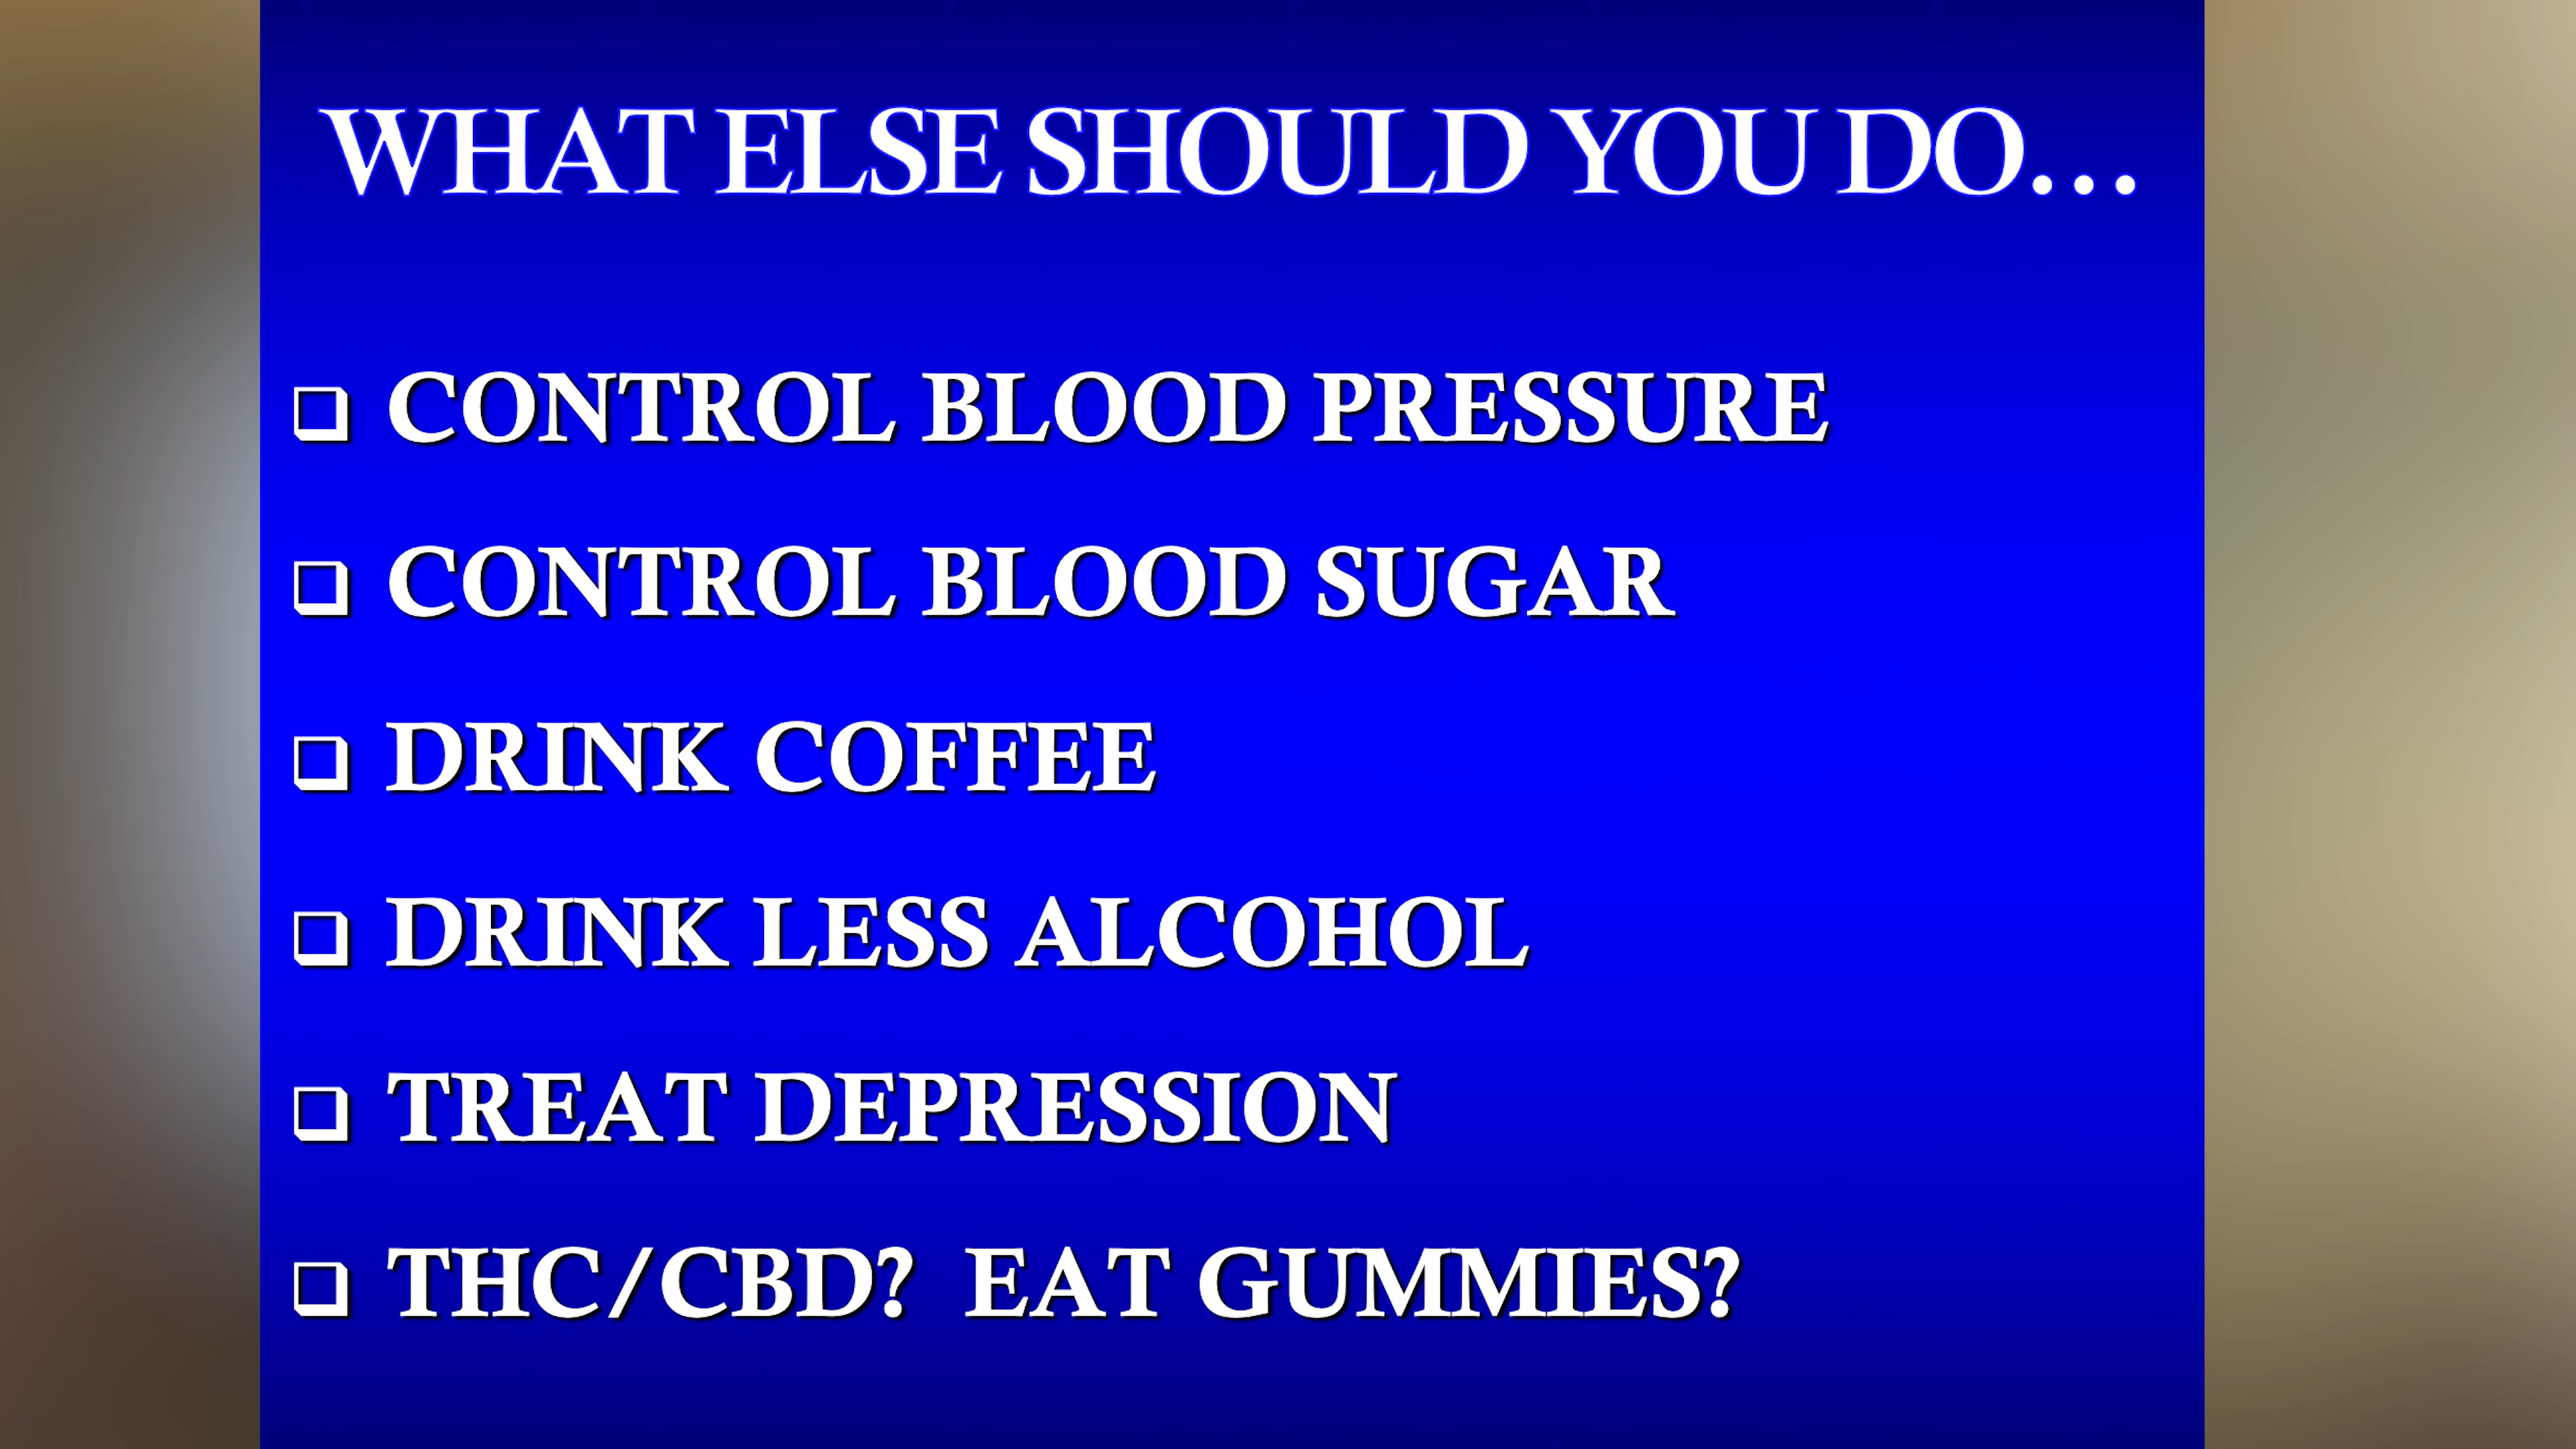 WHAT ELSE SHOULD YOU DO…
❑ CONTROL BLOOD PRESSURE
❑ CONTROL BLOOD SUGAR
❑ DRINK COFFEE
❑ DRINK LESS ALCOHOL
❑ TREAT DEPRESSION
❑ THC/CBD? EAT GUMMIES?